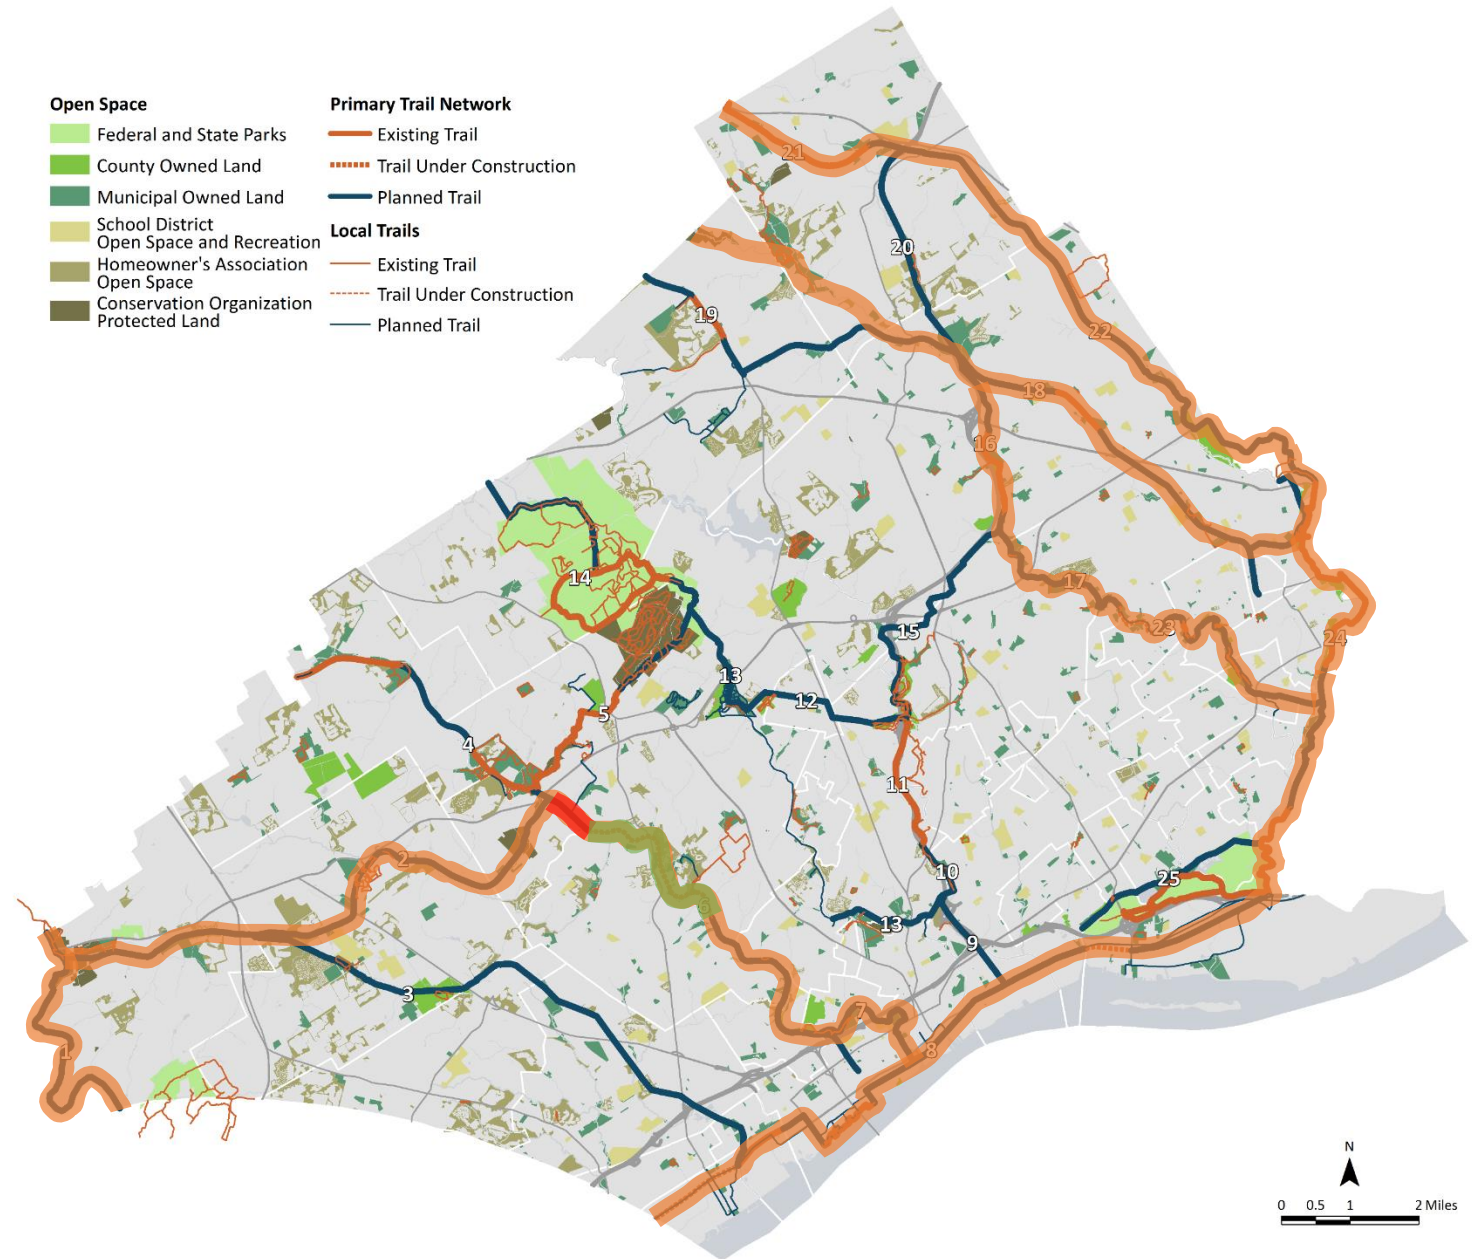 Open Space
Federal and State Parks
County Owned Land
Municipal Owned Land
School District
Open Space and Recreation
Homeowner's Association
Open Space
Conservation Organization
Protected Land
Primary Trail Network
Existing Trail
Trail Under Construction
Planned Trail
Local Trails
Existing Trail
Trail Under Construction
Planned Trail
21
20
19
22
18
16
14
17
15
23
24
13
12
5
4
11
2
10
25
6
13
9
3
7
8
1
N
0 0.5 1 2 Miles